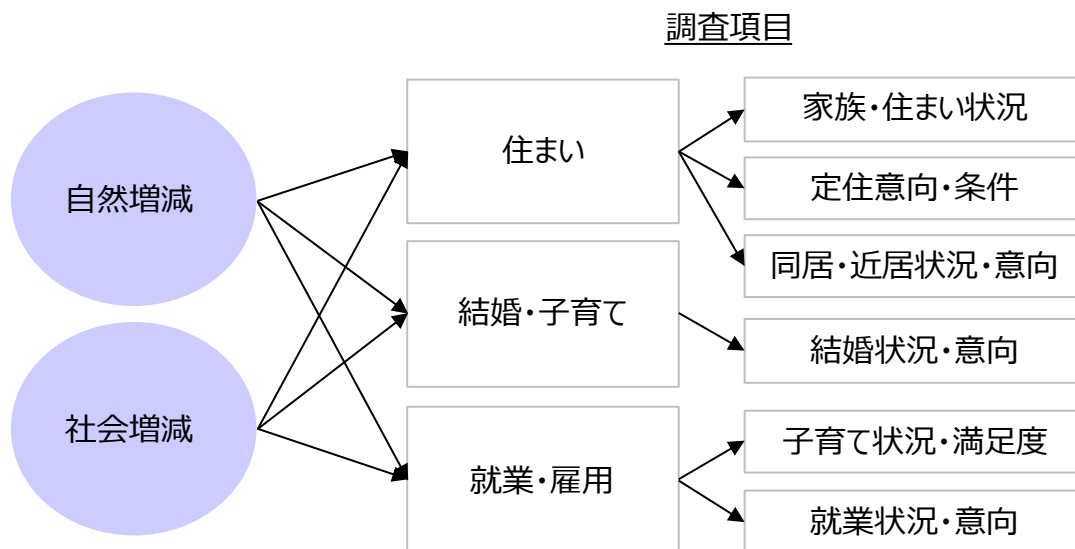 調査項目
自然増減
社会増減
住まい
結婚・子育て
就業・雇用
家族・住まい状況
定住意向・条件
同居・近居状況・意向
結婚状況・意向
子育て状況・満足度
就業状況・意向